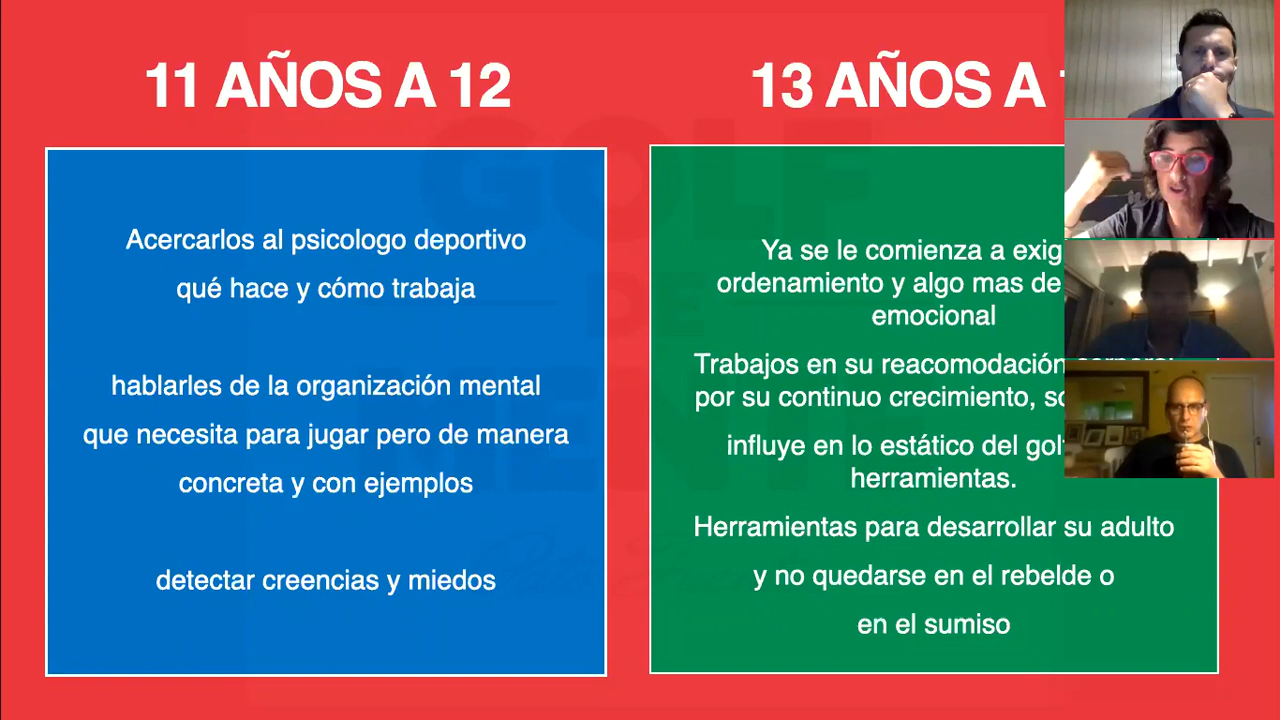 11 AÑOS A 12
Acercarlos al psicologo deportivo
qué hace y cómo trabaja
hablarles de la organización mental
que necesita para jugar pero de manera
concreta y con ejemplos
detectar creencias y miedos
13 AÑOS A
Ya se le comienza a
ordenamiento y algo mas de
emocional
Trabajos en su reacomodación
por su continuo crecimiento,
influye en lo estático del
herramientas.
Herramientas para desarrollar su adulto
y no quedarse en el rebelde o
en el sumiso
GOLF
DE
MENTE